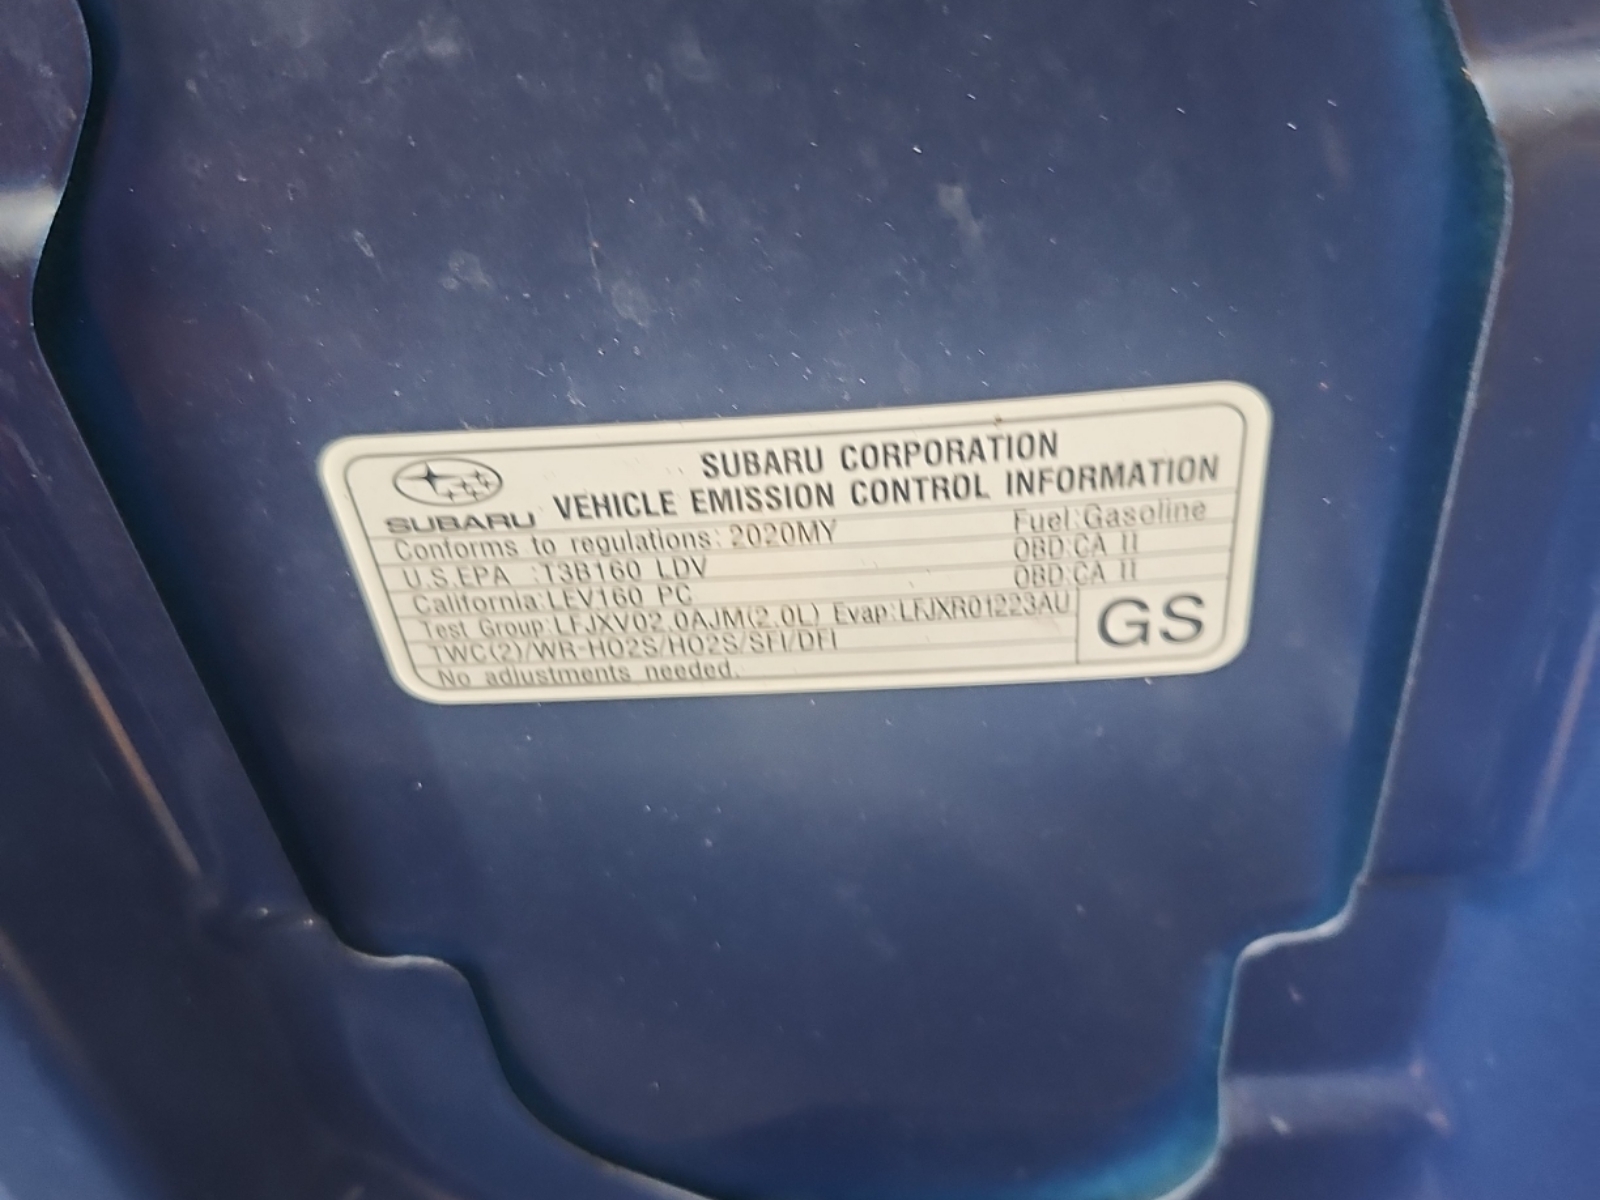 SUBARU CORPORATION
SUBARU VEHICLE EMISSION CONTROL INFORMATION
Conforms to regulations: 2020MY Fuel:Gasoline
U.S.EPA :T3B160 LDV OBD:CA II
California:LEV160 PC OBD:CA II
Test Group:LFJXV02.0AJM(2.0L) Evap:LFJXR01223AU
TWC(2)/WR-HO2S/HO2S/SFI/DFI
GS
No adjustments needed.